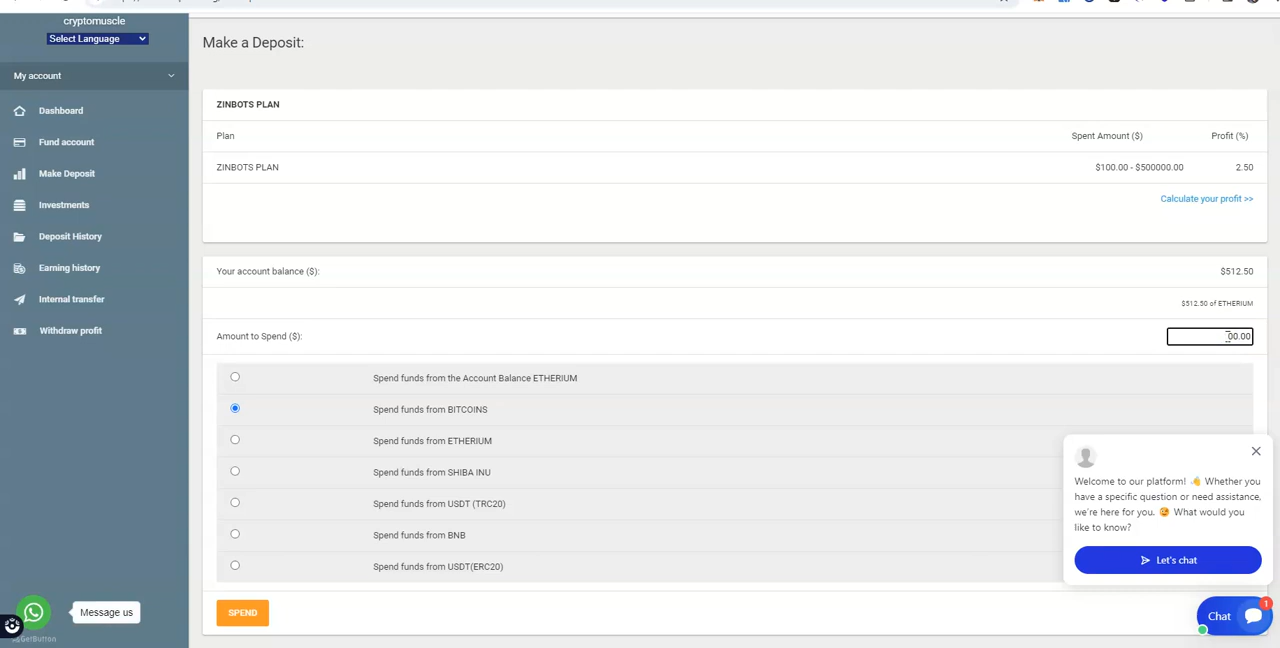 cryptomuscle
Select Language
My account
Dashboard
Fund account
Make Deposit
Investments
Deposit History
Earning history
Internal transfer
Withdraw profit
Make a Deposit:
ZINBOTS PLAN
Plan Spent Amount ($) Profit (%)
ZINBOTS PLAN $100.00 - $500000.00 2.50
Calculate your profit >>
Your account balance ($): $512.50
$512.50 of ETHERIUM
Amount to Spend ($): 00.00
Spend funds from the Account Balance ETHERIUM
Spend funds from BITCOINS
Spend funds from ETHERIUM
Spend funds from SHIBA INU
Spend funds from USDT (TRC20)
Spend funds from BNB
Spend funds from USDT(ERC20)
SPEND
Welcome to our platform! 👋 Whether you
have a specific question or need assistance,
we're here for you. 😊 What would you
like to know?
Let's chat
Chat
1
Message us
GetButton